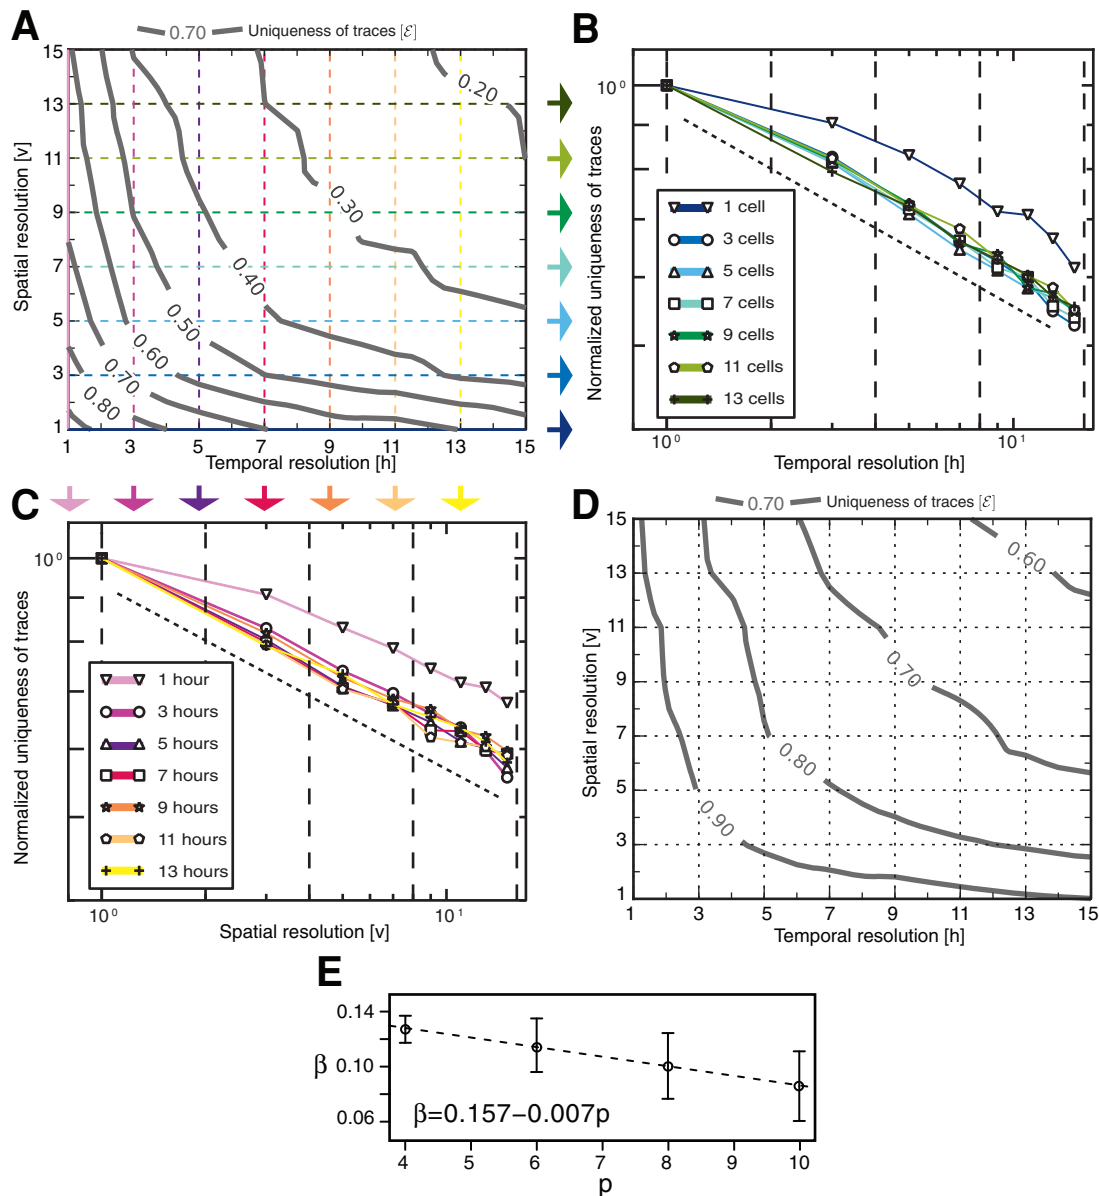 A
0.70 Uniqueness of traces [ℰ]
15
13
11
9
7
5
3
1
Spatial resolution [v]
0.20
0.30
0.40
0.50
0.60
0.70
0.80
1 3 5 7 9 11 13 15
Temporal resolution [h]
B
10⁰
Normalized uniqueness of traces
1 cell
3 cells
5 cells
7 cells
9 cells
11 cells
13 cells
10⁰ 10¹
Temporal resolution [h]
C
10⁰
Normalized uniqueness of traces
1 hour
3 hours
5 hours
7 hours
9 hours
11 hours
13 hours
10⁰ 10¹
Spatial resolution [v]
D
0.70 Uniqueness of traces [ℰ]
15
13
11
9
7
5
3
1
Spatial resolution [v]
0.60
0.70
0.80
0.90
1 3 5 7 9 11 13 15
Temporal resolution [h]
E
0.14
0.10
0.06
β
β=0.157−0.007p
4 5 6 7 8 9 10
p